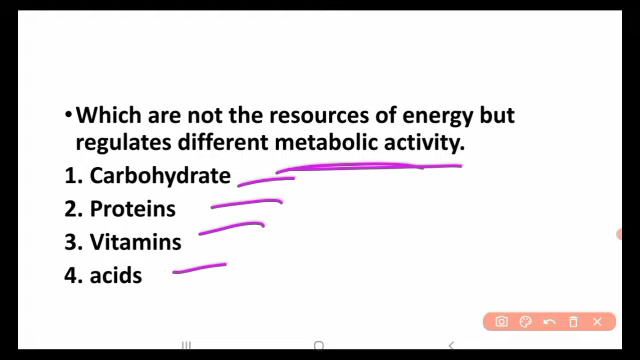 •Which are not the resources of energy but
regulates different metabolic activity.
1. Carbohydrate
2. Proteins
3. Vitamins
4. acids